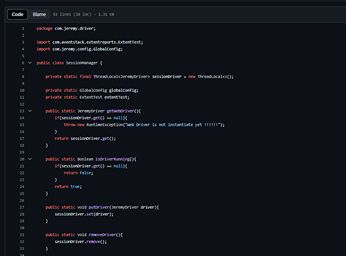 Code
Blame
51 lines (38 loc) · 1.31 KB
1 package com.jeremy.driver;
2
3 import com.aventstack.extentreports.ExtentTest;
4 import com.jeremy.config.GlobalConfig;
5
6 public class SessionManager {
7
8 private static final ThreadLocal<JeremyDriver> sessionDriver = new ThreadLocal<>();
9
10 private static GlobalConfig globalConfig;
11 private static ExtentTest extentTest;
12
13 public static JeremyDriver getWebDriver(){
14 if(sessionDriver.get() == null){
15 throw new RuntimeException("Web Driver is not instantiate yet !!!!!!");
16 }
17 return sessionDriver.get();
18 }
19
20 public static Boolean isDriverRunning(){
21 if(sessionDriver.get() == null){
22 return false;
23 }
24 return true;
25 }
26
27 public static void putDriver(JeremyDriver driver){
28 sessionDriver.set(driver);
29 }
30
31 public static void removeDriver(){
32 sessionDriver.remove();
33 }